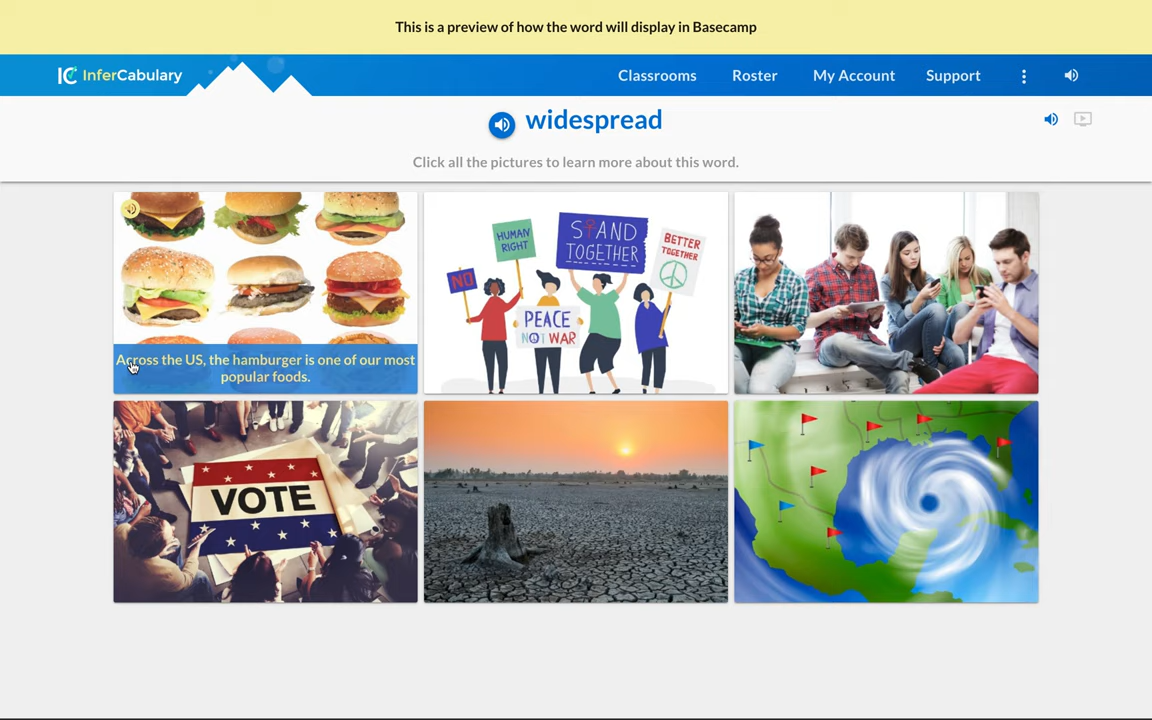 This is a preview of how the word will display in Basecamp
IC InferCabulary
Classrooms Roster My Account Support
widespread
Click all the pictures to learn more about this word.
Across the US, the hamburger is one of our most
popular foods.
NO
HUMAN
RIGHT
STAND
TOGETHER
BETTER
TOGETHER
PEACE
NOT WAR
VOTE